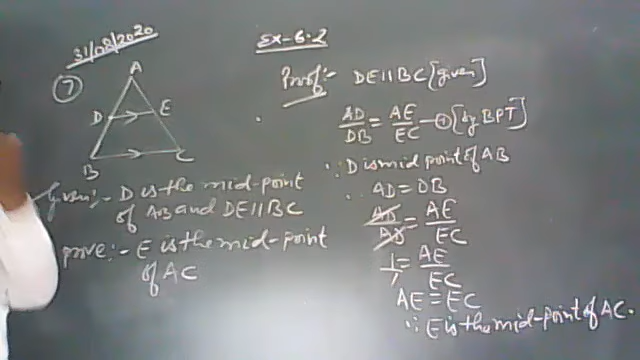 31/08/2020
Ex-6.2
7
A
D E
B C
Given:- D is the mid-point
of AB and DE||BC
prove:- E is the mid-point
of AC
Proof:- DE||BC [given]
AD/DB = AE/EC - ① [by BPT]
∵ D is mid point of AB
∴ AD = DB
AD/AD = AE/EC
1/1 = AE/EC
AE = EC
∵ E is the mid-point of AC.